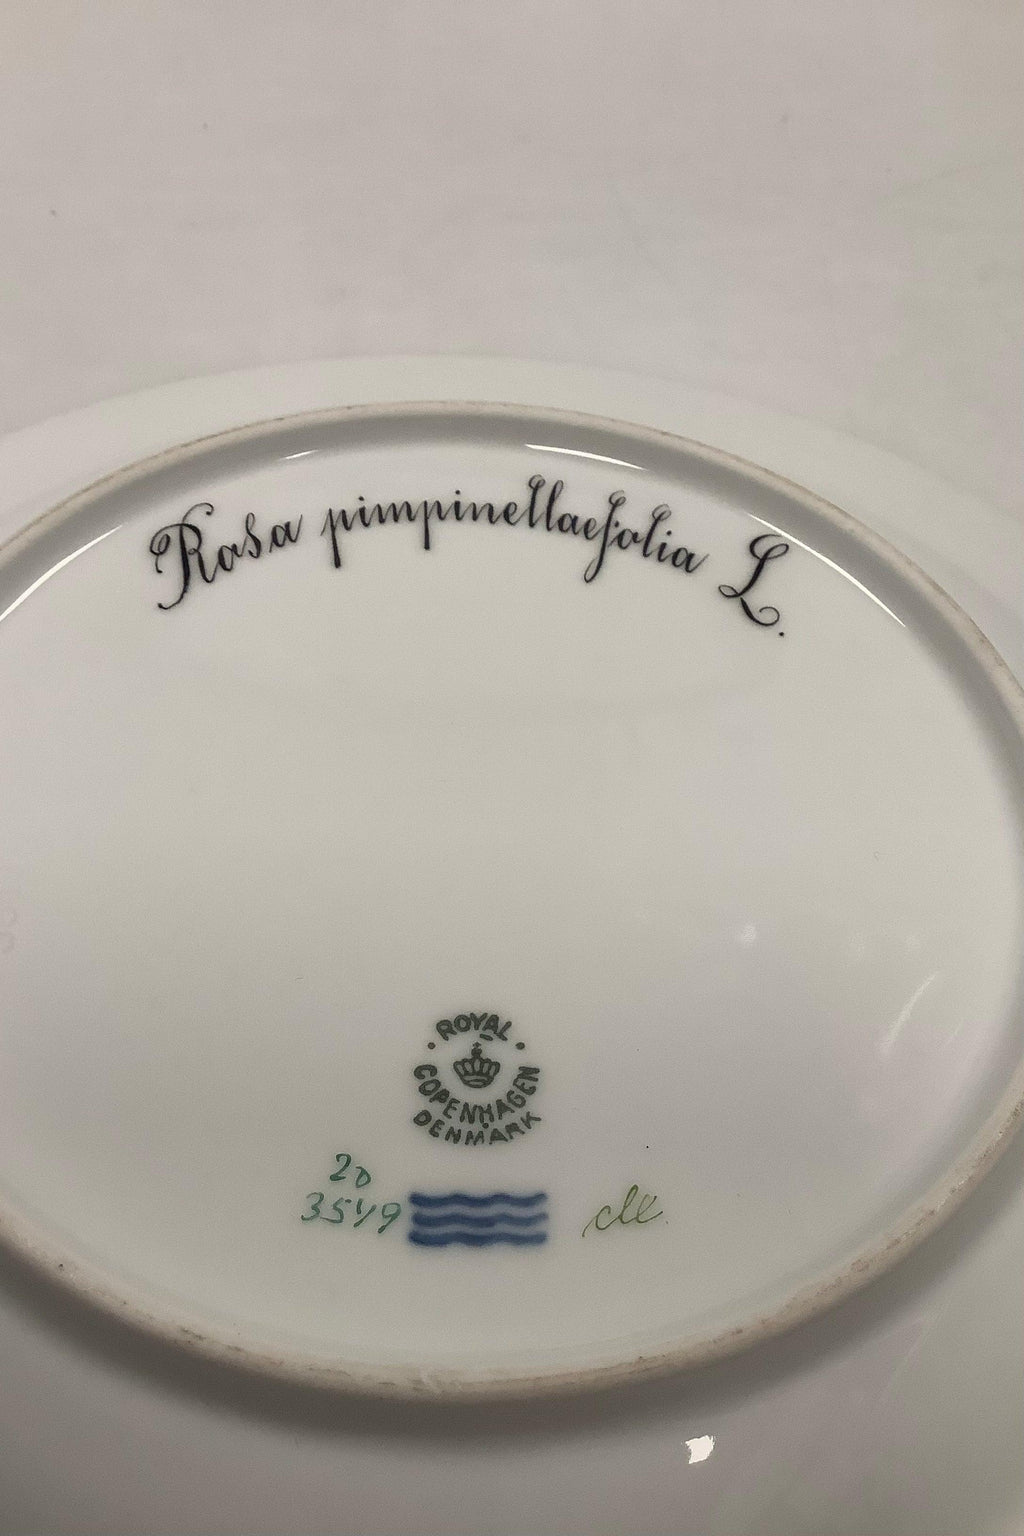 Rosa pimpinellaefolia L.
ROYAL
COPENHAGEN
DENMARK
20
3549